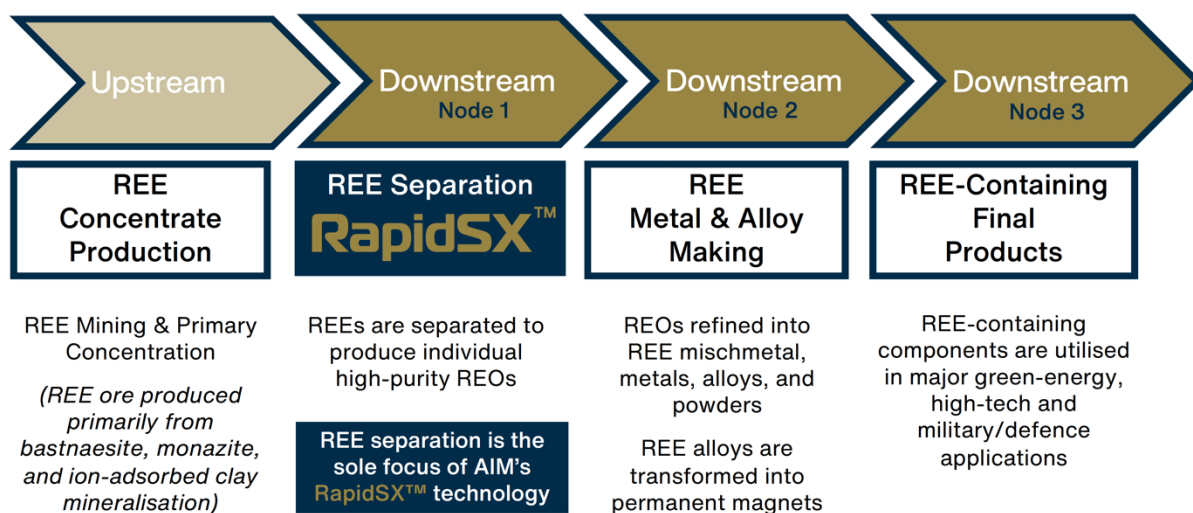 Upstream
Downstream
Node 1
Downstream
Node 2
Downstream
Node 3
REE
Concentrate
Production
REE Separation
RapidSX™
REE
Metal & Alloy
Making
REE-Containing
Final
Products
REE Mining & Primary
Concentration
(REE ore produced
primarily from
bastnaesite, monazite,
and ion-adsorbed clay
mineralisation)
REEs are separated to
produce individual
high-purity REOs
REE separation is the
sole focus of AIM's
RapidSX™ technology
REOs refined into
REE mischmetal,
metals, alloys, and
powders
REE alloys are
transformed into
permanent magnets
REE-containing
components are utilised
in major green-energy,
high-tech and
military/defence
applications